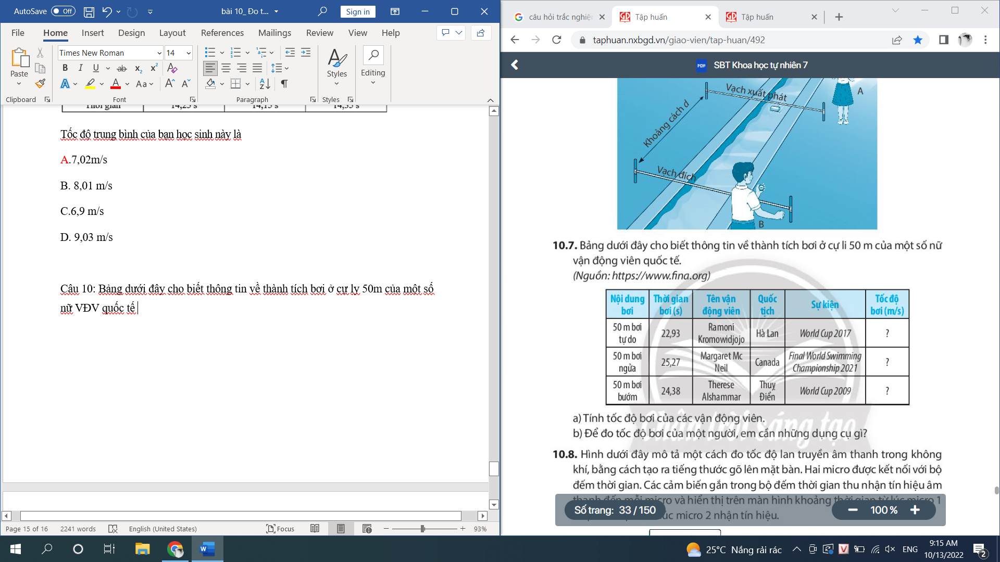 AutoSave Off bài 10_ Đo t... Sign in
File Home Insert Design Layout References Mailings Review View Help
Times New Roman 14
Paste
Styles
Editing
Clipboard Font Paragraph Styles
Thời gian 14,25 s 14,15 s 14,35 s
Tốc độ trung bình của bạn học sinh này là
A.7,02m/s
B. 8,01 m/s
C.6,9 m/s
D. 9,03 m/s
Câu 10: Bảng dưới đây cho biết thông tin về thành tích bơi ở cự ly 50m của một số
nữ VĐV quốc tế
Page 15 of 16 2241 words English (United States) Focus 93%
câu hỏi trắc nghiệm Tập huấn Tập huấn
taphuan.nxbgd.vn/giao-vien/tap-huan/492
PDF SBT Khoa học tự nhiên 7
Vạch xuất phát
A
Khoảng cách d
Vạch đích
B
10.7. Bảng dưới đây cho biết thông tin về thành tích bơi ở cự li 50 m của một số nữ
vận động viên quốc tế.
(Nguồn: https://www.fina.org)
Nội dung bơi Thời gian bơi (s) Tên vận động viên Quốc tịch Sự kiện Tốc độ bơi (m/s)
50 m bơi tự do 22,93 Ramoni Kromowidjojo Hà Lan World Cup 2017 ?
50 m bơi ngửa 25,27 Margaret Mc Neil Canada Final World Swimming Championship 2021 ?
50 m bơi bướm 24,38 Therese Alshammar Thuỵ Điển World Cup 2009 ?
a) Tính tốc độ bơi của các vận động viên.
b) Để đo tốc độ bơi của một người, em cần những dụng cụ gì?
Chân trời sáng tạo
10.8. Hình dưới đây mô tả một cách đo tốc độ lan truyền âm thanh trong không
khí, bằng cách tạo ra tiếng thước gõ lên mặt bàn. Hai micro được kết nối với bộ
đếm thời gian. Các cảm biến gắn trong bộ đếm thời gian thu nhận tín hiệu âm
thanh đến mỗi micro và hiển thị trên màn hình khoảng thời gian từ lúc micro 1
úc micro 2 nhận tín hiệu.
Số trang: 33 / 150
100 %
25°C Nắng rải rác ENG 9:15 AM
10/13/2022 2